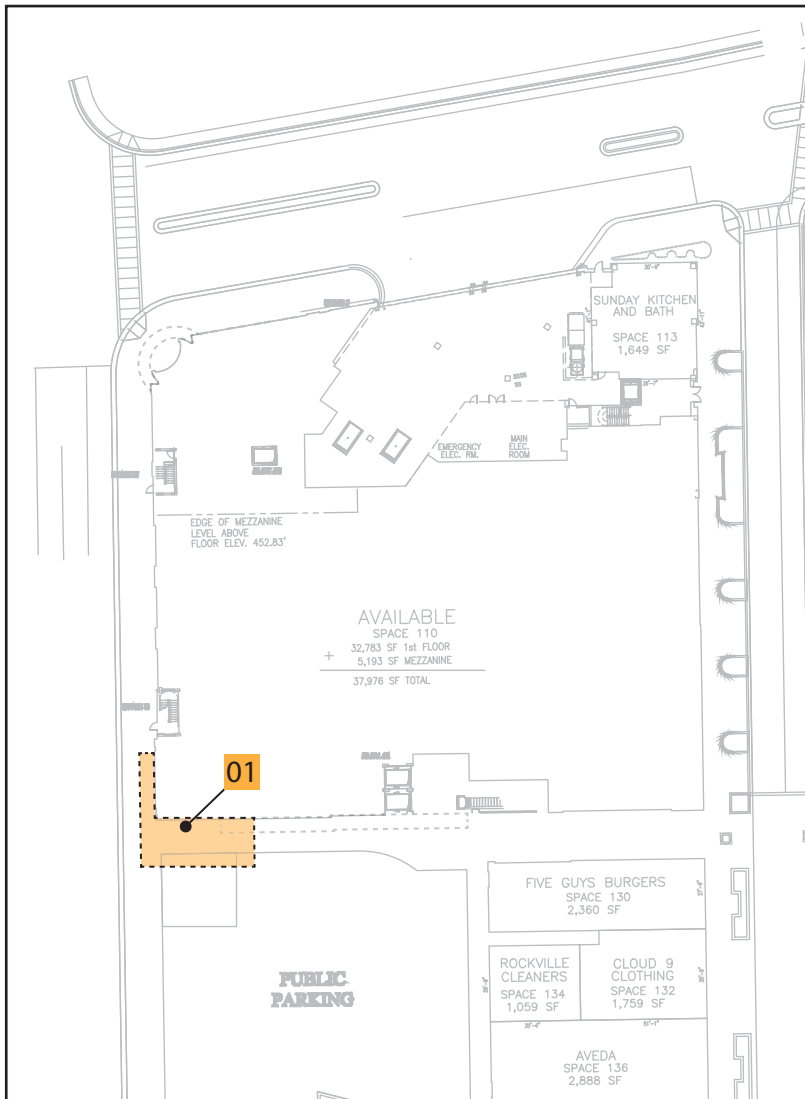 SUNDAY KITCHEN
AND BATH
SPACE 113
1,649 SF
EMERGENCY
ELEC. RM.
MAIN
ELEC.
ROOM
EDGE OF MEZZANINE
LEVEL ABOVE
FLOOR ELEV. 452.83'
AVAILABLE
SPACE 110
32,783 SF 1st FLOOR
+ 5,193 SF MEZZANINE
37,976 SF TOTAL
01
FIVE GUYS BURGERS
SPACE 130
2,360 SF
ROCKVILLE
CLEANERS
SPACE 134
1,059 SF
CLOUD 9
CLOTHING
SPACE 132
1,759 SF
PUBLIC
PARKING
AVEDA
SPACE 136
2,888 SF